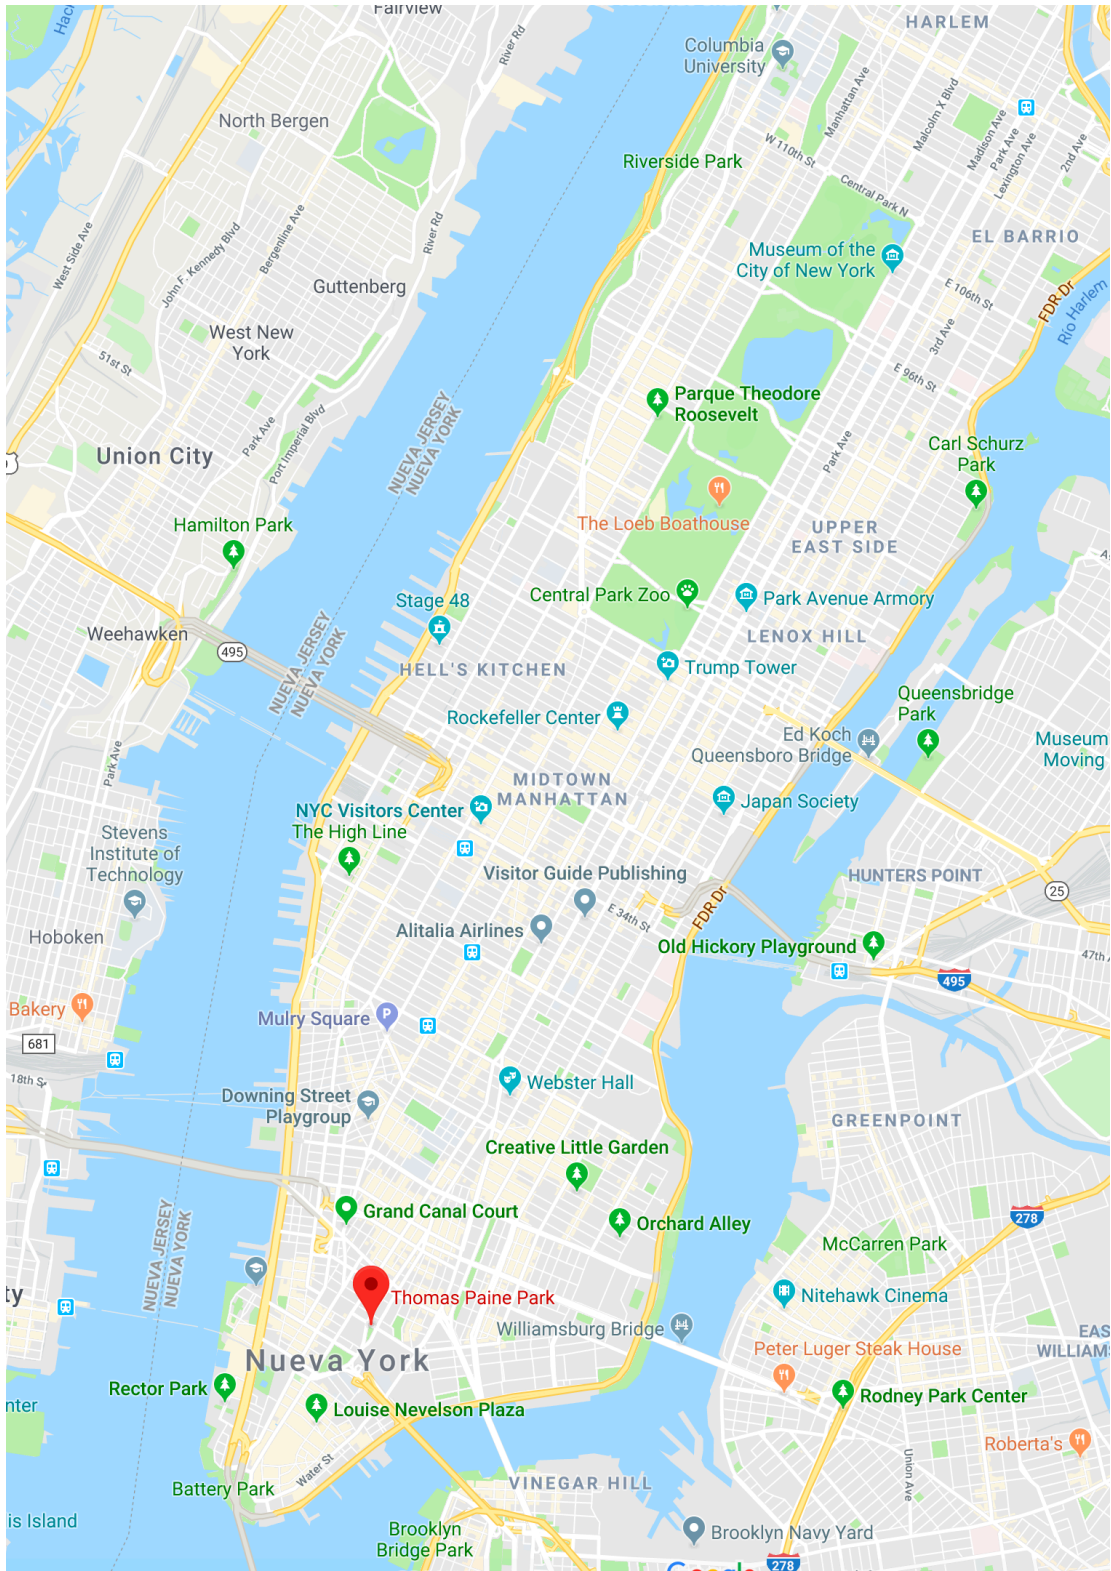 Fairview
HARLEM
Columbia
University
River Rd
Manhattan Ave
Malcolm X Blvd
Madison Ave
Park Ave
Lexington Ave
2nd Ave
North Bergen
W 110th St
Riverside Park
Central Park N
West Side Ave
John F. Kennedy Blvd
Bergenline Ave
River Rd
EL BARRIO
Museum of the
City of New York
E 106th St
FDR Dr
Río Harlem
Guttenberg
West New
York
3rd Ave
51st St
E 96th St
Parque Theodore
Roosevelt
Park Ave
Port Imperial Blvd
NUEVA JERSEY
NUEVA YORK
Park Ave
Carl Schurz
Park
Union City
Hamilton Park
The Loeb Boathouse
UPPER
EAST SIDE
Central Park Zoo
Park Avenue Armory
Stage 48
Weehawken
495
NUEVA JERSEY
NUEVA YORK
LENOX HILL
HELL'S KITCHEN
Trump Tower
Queensbridge
Park
Rockefeller Center
Ed Koch
Queensboro Bridge
Museum
Moving
Park Ave
MIDTOWN
MANHATTAN
Japan Society
NYC Visitors Center
The High Line
Stevens
Institute of
Technology
Visitor Guide Publishing
HUNTERS POINT
25
E 34th St
FDR Dr
Alitalia Airlines
Hoboken
Old Hickory Playground
47th A
495
Bakery
Mulry Square
681
18th St
Webster Hall
Downing Street
Playgroup
GREENPOINT
Creative Little Garden
Grand Canal Court
Orchard Alley
278
NUEVA JERSEY
NUEVA YORK
McCarren Park
ty
Thomas Paine Park
Nitehawk Cinema
Williamsburg Bridge
EAS
WILLIAMS
Peter Luger Steak House
Nueva York
Rector Park
Rodney Park Center
nter
Louise Nevelson Plaza
Roberta's
Water St
Union Ave
VINEGAR HILL
Battery Park
is Island
Brooklyn
Bridge Park
Brooklyn Navy Yard
278
Google